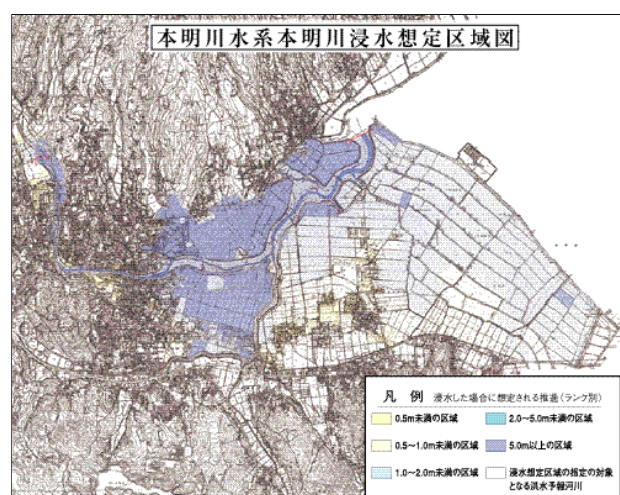 本明川水系本明川浸水想定区域図
凡 例 浸水した場合に想定される推進(ランク別)
0.5m未満の区域
0.5～1.0m未満の区域
1.0～2.0m未満の区域
2.0～5.0m未満の区域
5.0m以上の区域
浸水想定区域の指定の対象
となる洪水予報河川